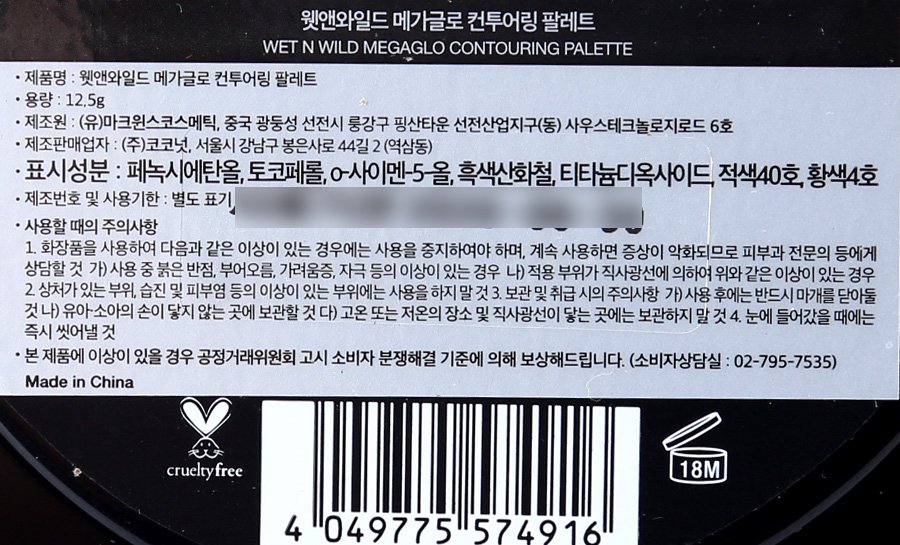 웻앤와일드 메가글로 컨투어링 팔레트
WET N WILD MEGAGLO CONTOURING PALETTE
• 제품명 : 웻앤와일드 메가글로 컨투어링 팔레트
• 용량 : 12.5g
• 제조원 : (유)마크윈스코스메틱, 중국 광둥성 선전시 룽강구 핑산타운 선전산업지구(동) 사우스테크놀로지로드 6호
• 제조판매업자 : (주)코코넛, 서울시 강남구 봉은사로 44길 2 (역삼동)
• 표시성분 : 페녹시에탄올, 토코페롤, o-사이멘-5-올, 흑색산화철, 티타늄디옥사이드, 적색40호, 황색4호
• 제조번호 및 사용기한 : 별도 표기
• 사용할 때의 주의사항
1. 화장품을 사용하여 다음과 같은 이상이 있는 경우에는 사용을 중지하여야 하며, 계속 사용하면 증상이 악화되므로 피부과 전문의 등에게
상담할 것 가) 사용 중 붉은 반점, 부어오름, 가려움증, 자극 등의 이상이 있는 경우 나) 적용 부위가 직사광선에 의하여 위와 같은 이상이 있는 경우
2. 상처가 있는 부위, 습진 및 피부염 등의 이상이 있는 부위에는 사용을 하지 말 것 3. 보관 및 취급 시의 주의사항 가) 사용 후에는 반드시 마개를 닫아둘
것 나) 유아·소아의 손이 닿지 않는 곳에 보관할 것 다) 고온 또는 저온의 장소 및 직사광선이 닿는 곳에는 보관하지 말 것 4. 눈에 들어갔을 때에는
즉시 씻어낼 것
• 본 제품에 이상이 있을 경우 공정거래위원회 고시 소비자 분쟁해결 기준에 의해 보상해드립니다. (소비자상담실 : 02-795-7535)
Made in China
crueltyfree
18M
4 049775 574916